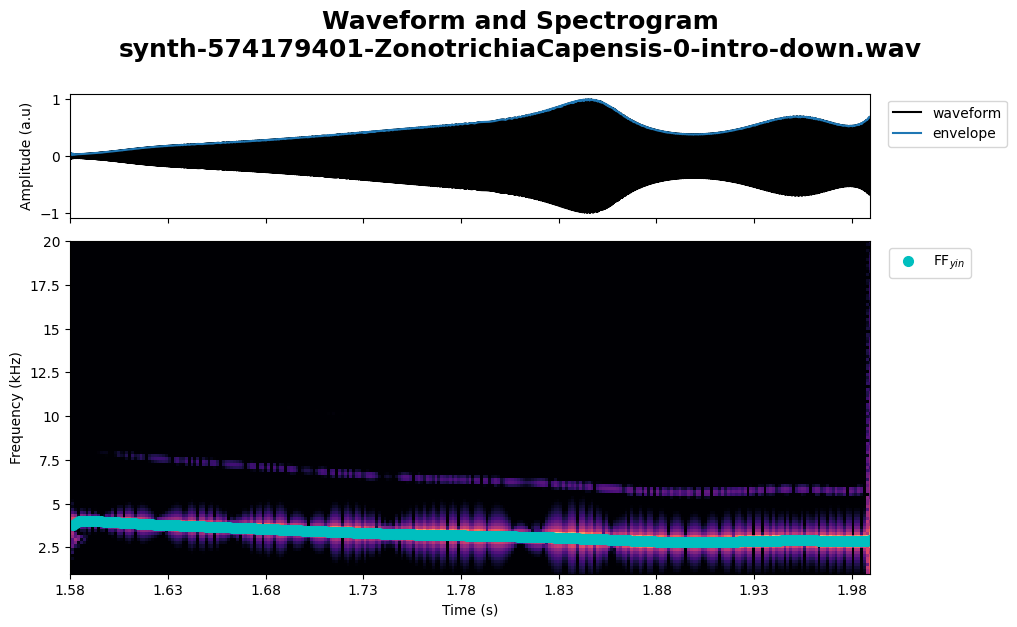 Waveform and Spectrogram
synth-574179401-ZonotrichiaCapensis-0-intro-down.wav
Amplitude (a.u)
1
0
−1
waveform
envelope
Frequency (kHz)
20
17.5
15
12.5
10
7.5
5
2.5
FF yin
1.58 1.63 1.68 1.73 1.78 1.83 1.88 1.93 1.98
Time (s)